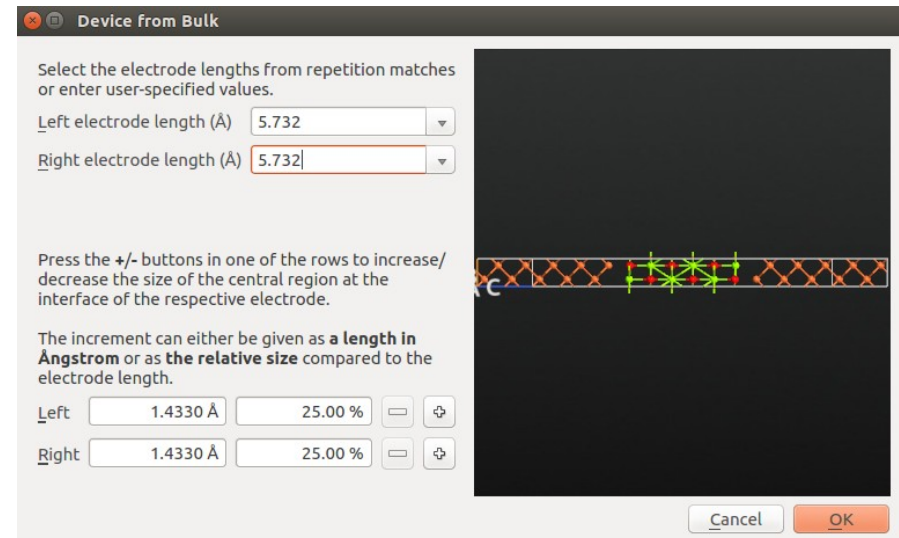 Device from Bulk
Select the electrode lengths from repetition matches
or enter user-specified values.
Left electrode length (Å) 5.732
Right electrode length (Å) 5.732
Press the +/- buttons in one of the rows to increase/
decrease the size of the central region at the
interface of the respective electrode.
The increment can either be given as a length in
Ångstrom or as the relative size compared to the
electrode length.
Left 1.4330 Å 25.00 %
Right 1.4330 Å 25.00 %
C
Cancel OK